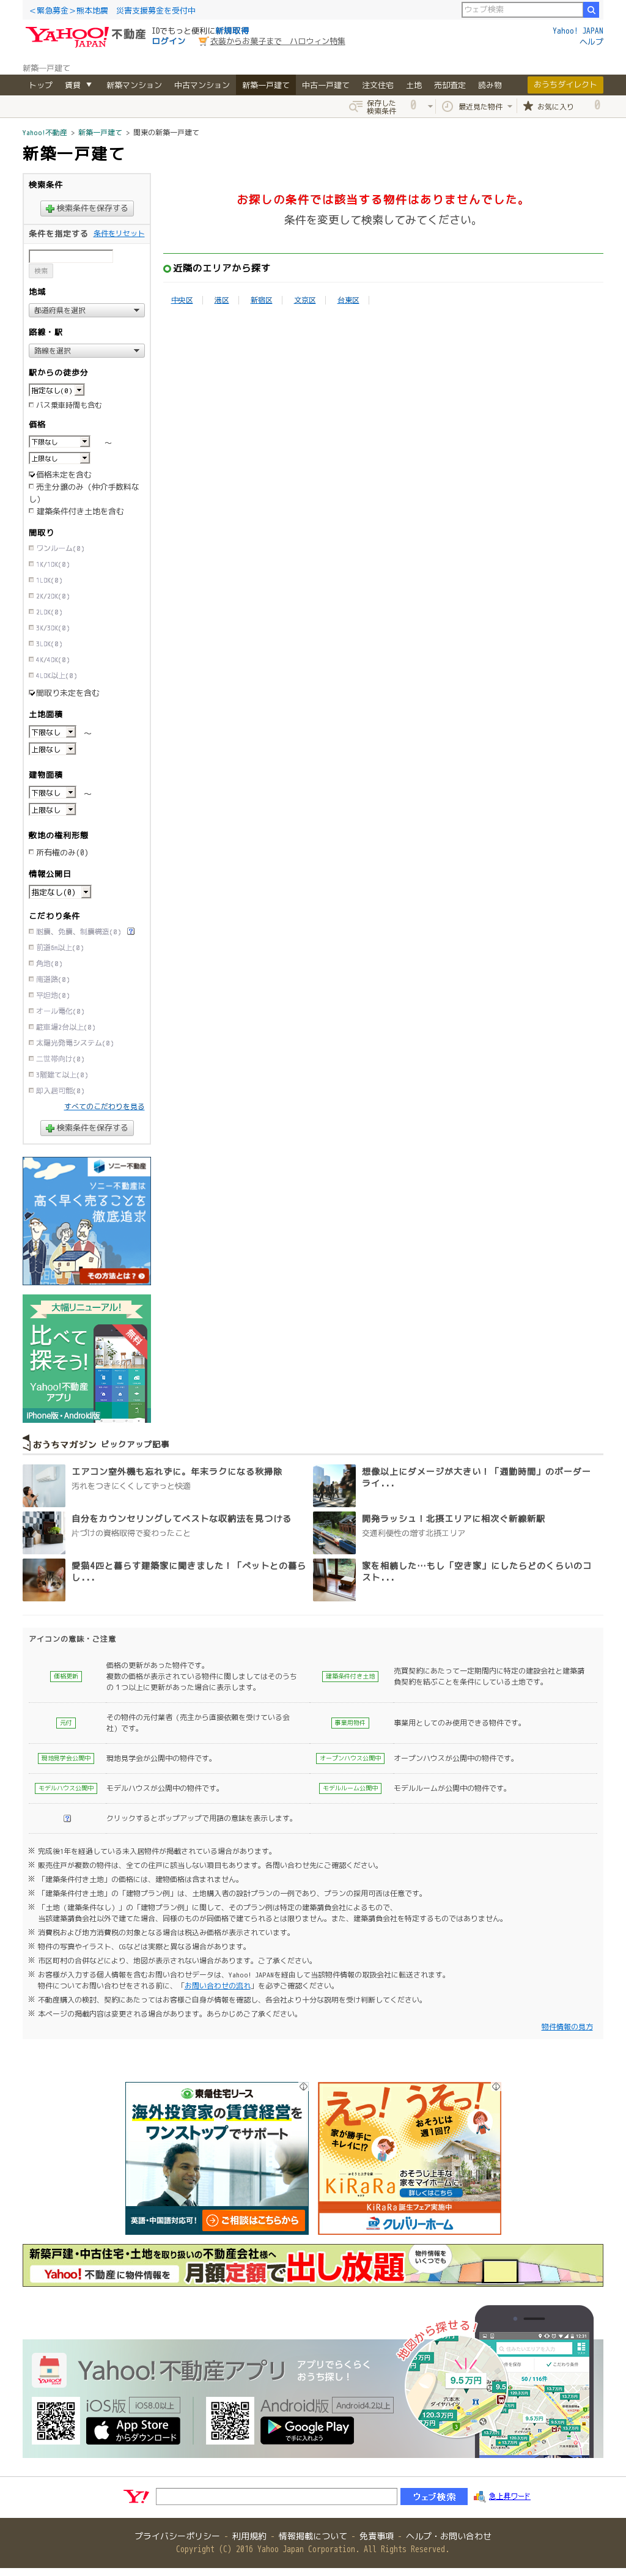 <緊急募金>熊本地震　災害支援募金を受付中
ウェブ検索
YAHOO! 不動産
JAPAN
IDでもっと便利に新規取得
ログイン
衣装からお菓子まで　ハロウィン特集
Yahoo! JAPAN
ヘルプ
新築一戸建て
トップ 賃貸 ▼ 新築マンション 中古マンション 新築一戸建て 中古一戸建て 注文住宅 土地 売却査定 読み物 おうちダイレクト
保存した検索条件 0 最近見た物件 お気に入り 0
Yahoo!不動産 > 新築一戸建て > 関東の新築一戸建て
新築一戸建て
検索条件
検索条件を保存する
条件を指定する 条件をリセット
検索
地域
都道府県を選択
路線・駅
路線を選択
駅からの徒歩分
指定なし(0)
バス乗車時間も含む
価格
下限なし ～
上限なし
価格未定を含む
売主分譲のみ (仲介手数料なし)
建築条件付き土地を含む
間取り
ワンルーム(0)
1K/1DK(0)
1LDK(0)
2K/2DK(0)
2LDK(0)
3K/3DK(0)
3LDK(0)
4K/4DK(0)
4LDK以上(0)
間取り未定を含む
土地面積
下限なし ～
上限なし
建物面積
下限なし ～
上限なし
敷地の権利形態
所有権のみ(0)
情報公開日
指定なし(0)
こだわり条件
耐震、免震、制震構造(0)
前道6m以上(0)
角地(0)
南道路(0)
平坦地(0)
オール電化(0)
駐車場2台以上(0)
太陽光発電システム(0)
二世帯向け(0)
3階建て以上(0)
即入居可能(0)
すべてのこだわりを見る
検索条件を保存する
お探しの条件では該当する物件はありませんでした。
条件を変更して検索してみてください。
近隣のエリアから探す
中央区 港区 新宿区 文京区 台東区
ソニー不動産
ソニー不動産は
高く早く売ることを
徹底追求
その方法とは?
大幅リニューアル!
比べて
探そう!
無料
Yahoo!不動産
アプリ
iPhone版・Android版
おうちマガジン ピックアップ記事
エアコン室外機も忘れずに。年末ラクになる秋掃除
汚れをつきにくくしてずっと快適
想像以上にダメージが大きい！「通勤時間」のボーダーライ...
自分をカウンセリングしてベストな収納法を見つける
片づけの資格取得で変わったこと
開発ラッシュ！北摂エリアに相次ぐ新線新駅
交通利便性の増す北摂エリア
愛猫4匹と暮らす建築家に聞きました！「ペットとの暮らし...
家を相続した…もし「空き家」にしたらどのくらいのコスト...
アイコンの意味・ご注意
価格更新
価格の更新があった物件です。
複数の価格が表示されている物件に関しましてはそのうちの１つ以上に更新があった場合に表示します。
建築条件付き土地
売買契約にあたって一定期間内に特定の建設会社と建築請負契約を結ぶことを条件にしている土地です。
元付
その物件の元付業者 (売主から直接依頼を受けている会社) です。
事業用物件
事業用としてのみ使用できる物件です。
現地見学会公開中
現地見学会が公開中の物件です。
オープンハウス公開中
オープンハウスが公開中の物件です。
モデルハウス公開中
モデルハウスが公開中の物件です。
モデルルーム公開中
モデルルームが公開中の物件です。
クリックするとポップアップで用語の意味を表示します。
※ 完成後1年を経過している未入居物件が掲載されている場合があります。
※ 販売住戸が複数の物件は、全ての住戸に該当しない項目もあります。各問い合わせ先にご確認ください。
※ 「建築条件付き土地」の価格には、建物価格は含まれません。
※ 「建築条件付き土地」の「建物プラン例」は、土地購入者の設計プランの一例であり、プランの採用可否は任意です。
※ 「土地 (建築条件なし) 」の「建物プラン例」に関して、そのプラン例は特定の建築請負会社によるもので、
当該建築請負会社以外で建てた場合、同様のものが同価格で建てられるとは限りません。また、建築請負会社を特定するものではありません。
※ 消費税および地方消費税の対象となる場合は税込み価格が表示されています。
※ 物件の写真やイラスト、CGなどは実際と異なる場合があります。
※ 市区町村の合併などにより、地図が表示されない場合があります。ご了承ください。
※ お客様が入力する個人情報を含むお問い合わせデータは、Yahoo! JAPANを経由して当該物件情報の取扱会社に転送されます。
物件についてお問い合わせをされる前に、「お問い合わせの流れ」を必ずご確認ください。
※ 不動産購入の検討、契約にあたってはお客様ご自身が情報を確認し、各会社より十分な説明を受け判断してください。
※ 本ページの掲載内容は変更される場合があります。あらかじめご了承ください。
物件情報の見方
東急住宅リース
海外投資家の賃貸経営を
ワンストップでサポート
英語・中国語対応可! ご相談はこちらから
えっ!
家が勝手にキレイに!?
うそっ!
おそうじは週1回!?
KiRaRa
おそうじ上手な家をマイホームに。
詳しくはこちら
KiRaRa誕生フェア実施中
クレバリーホーム
新築戸建・中古住宅・土地を取り扱いの不動産会社様へ
Yahoo!不動産に物件情報を 月額定額で出し放題
物件情報をいくつでも
地図から探せる!
Yahoo!不動産アプリ
アプリでらくらく
おうち探し!
iOS版 iOS8.0以上
App Store
からダウンロード
Android版 Android4.2以上
Google Play
で手に入れよう
9.5万円
120.3万円
50 / 116件
こだわり条件
12:31
Y! ウェブ検索 急上昇ワード
プライバシーポリシー - 利用規約 - 情報掲載について - 免責事項 - ヘルプ・お問い合わせ
Copyright (C) 2016 Yahoo Japan Corporation. All Rights Reserved.